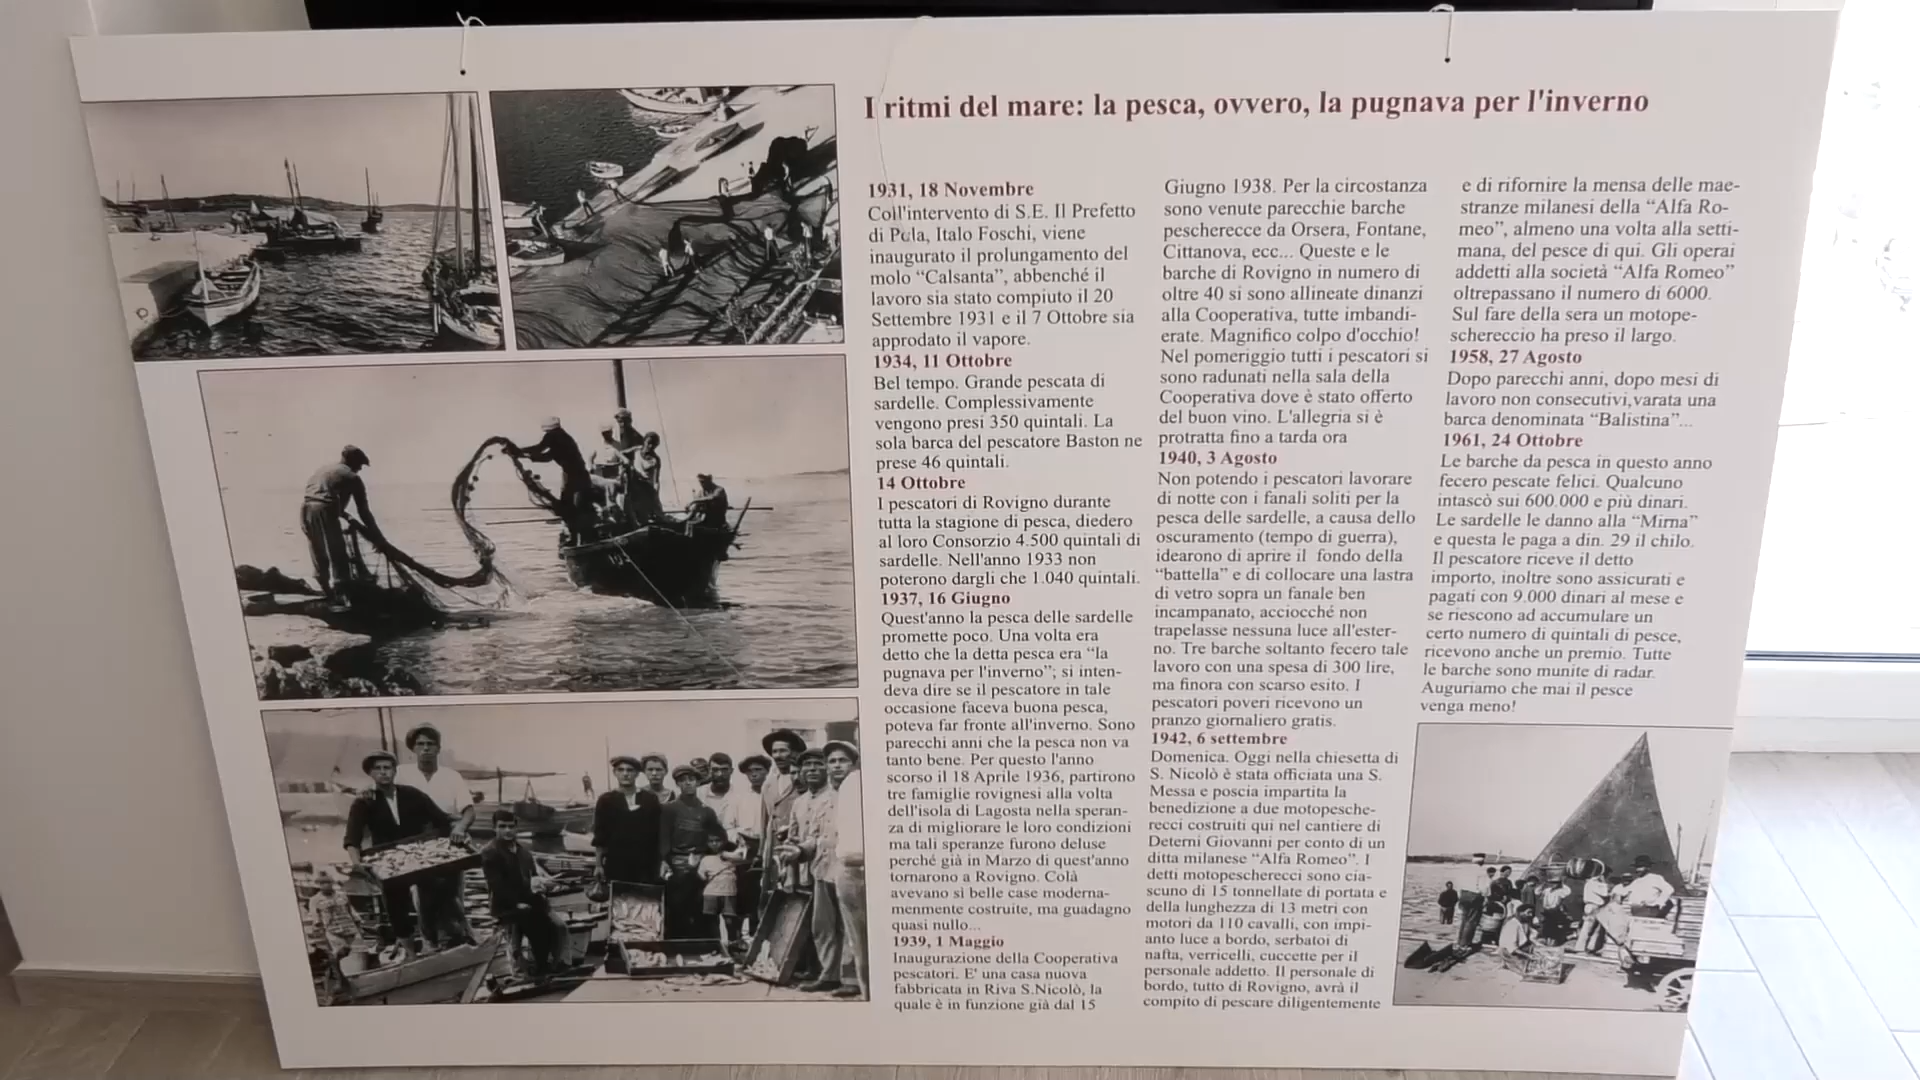 I ritmi del mare: la pesca, ovvero, la pugnava per l'inverno
1931, 18 Novembre
Coll'intervento di S.E. Il Prefetto
di Pola, Italo Foschi, viene
inaugurato il prolungamento del
molo “Calsanta”, abbenché il
lavoro sia stato compiuto il 20
Settembre 1931 e il 7 Ottobre sia
approdato il vapore.
1934, 11 Ottobre
Bel tempo. Grande pescata di
sardelle. Complessivamente
vengono presi 350 quintali. La
sola barca del pescatore Baston ne
prese 46 quintali.
14 Ottobre
I pescatori di Rovigno durante
tutta la stagione di pesca, diedero
al loro Consorzio 4.500 quintali di
sardelle. Nell'anno 1933 non
poterono dargli che 1.040 quintali.
1937, 16 Giugno
Quest'anno la pesca delle sardelle
promette poco. Una volta era
detto che la detta pesca era “la
pugnava per l'inverno”; si inten-
deva dire se il pescatore in tale
occasione faceva buona pesca,
poteva far fronte all'inverno. Sono
parecchi anni che la pesca non va
tanto bene. Per questo l'anno
scorso il 18 Aprile 1936, partirono
tre famiglie rovignesi alla volta
dell'isola di Lagosta nella speran-
za di migliorare le loro condizioni
ma tali speranze furono deluse
perché già in Marzo di quest'anno
tornarono a Rovigno. Colà
avevano sì belle case moderna-
menmente costruite, ma guadagno
quasi nullo...
1939, 1 Maggio
Inaugurazione della Cooperativa
pescatori. E' una casa nuova
fabbricata in Riva S.Nicolò, la
quale è in funzione già dal 15
Giugno 1938. Per la circostanza
sono venute parecchie barche
pescherecce da Orsera, Fontane,
Cittanova, ecc... Queste e le
barche di Rovigno in numero di
oltre 40 si sono allineate dinanzi
alla Cooperativa, tutte imbandi-
erate. Magnifico colpo d'occhio!
Nel pomeriggio tutti i pescatori si
sono radunati nella sala della
Cooperativa dove è stato offerto
del buon vino. L'allegria si è
protratta fino a tarda ora
1940, 3 Agosto
Non potendo i pescatori lavorare
di notte con i fanali soliti per la
pesca delle sardelle, a causa dello
oscuramento (tempo di guerra),
idearono di aprire il fondo della
“battella” e di collocare una lastra
di vetro sopra un fanale ben
incampanato, acciocché non
trapelasse nessuna luce all'ester-
no. Tre barche soltanto fecero tale
lavoro con una spesa di 300 lire,
ma finora con scarso esito. I
pescatori poveri ricevono un
pranzo giornaliero gratis.
1942, 6 settembre
Domenica. Oggi nella chiesetta di
S. Nicolò è stata officiata una S.
Messa e poscia impartita la
benedizione a due motopesche-
recci costruiti qui nel cantiere di
Deterni Giovanni per conto di un
ditta milanese “Alfa Romeo”. I
detti motopescherecci sono cia-
scuno di 15 tonnellate di portata e
della lunghezza di 13 metri con
motori da 110 cavalli, con impi-
anto luce a bordo, serbatoi di
nafta, verricelli, cuccette per il
personale addetto. Il personale di
bordo, tutto di Rovigno, avrà il
compito di pescare diligentemente
e di rifornire la mensa delle mae-
stranze milanesi della “Alfa Ro-
meo”, almeno una volta alla setti-
mana, del pesce di qui. Gli operai
addetti alla società “Alfa Romeo”
oltrepassano il numero di 6000.
Sul fare della sera un motope-
schereccio ha preso il largo.
1958, 27 Agosto
Dopo parecchi anni, dopo mesi di
lavoro non consecutivi,varata una
barca denominata “Balistina”...
1961, 24 Ottobre
Le barche da pesca in questo anno
fecero pescate felici. Qualcuno
intascò sui 600.000 e più dinari.
Le sardelle le danno alla “Mirna”
e questa le paga a din. 29 il chilo.
Il pescatore riceve il detto
importo, inoltre sono assicurati e
pagati con 9.000 dinari al mese e
se riescono ad accumulare un
certo numero di quintali di pesce,
ricevono anche un premio. Tutte
le barche sono munite di radar.
Auguriamo che mai il pesce
venga meno!